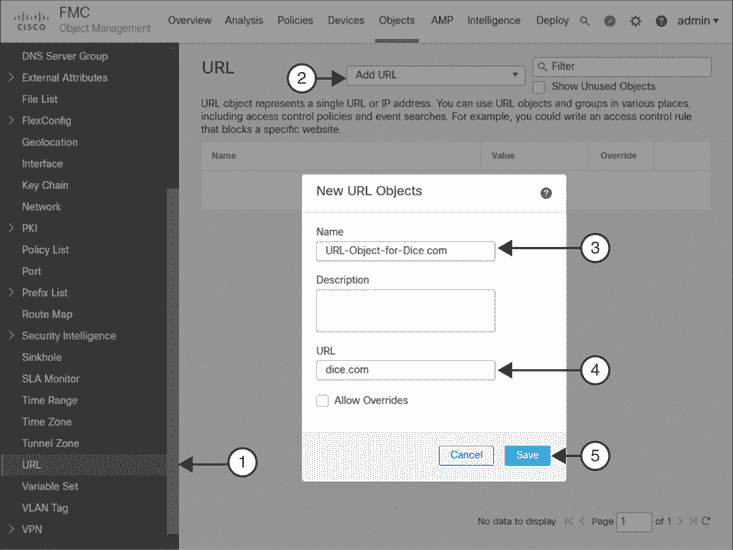 CISCO
FMC
Object Management
Overview Analysis Policies Devices Objects AMP Intelligence Deploy admin
DNS Server Group
External Attributes
File List
FlexConfig
Geolocation
Interface
Key Chain
Network
PKI
Policy List
Port
Prefix List
Route Map
Security Intelligence
Sinkhole
SLA Monitor
Time Range
Time Zone
Tunnel Zone
URL
Variable Set
VLAN Tag
VPN
1
URL
2
Add URL
Filter
Show Unused Objects
URL object represents a single URL or IP address. You can use URL objects and groups in various places,
including access control policies and event searches. For example, you could write an access control rule
that blocks a specific website.
Name Value Override
New URL Objects
?
Name
URL-Object-for-Dice.com
3
Description
URL
dice.com
4
Allow Overrides
Cancel Save
5
No data to display Page 1 of 1